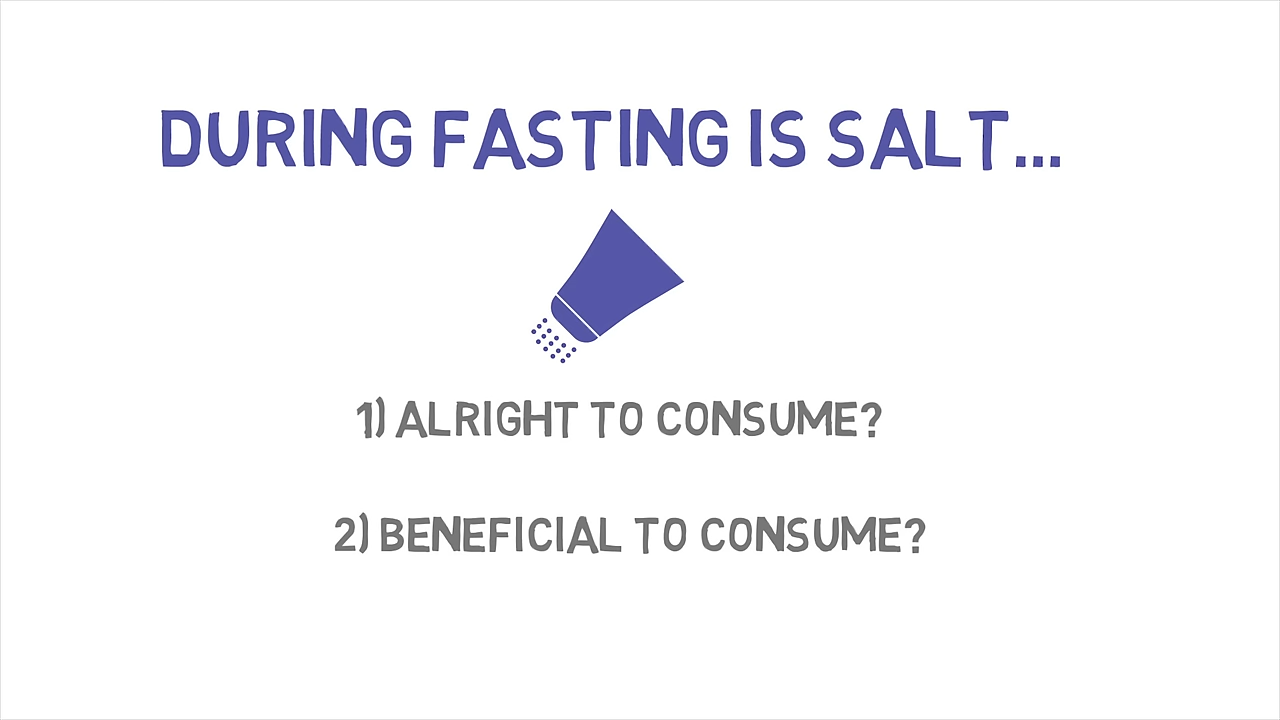 DURING FASTING IS SALT...
1) ALRIGHT TO CONSUME?
2) BENEFICIAL TO CONSUME?